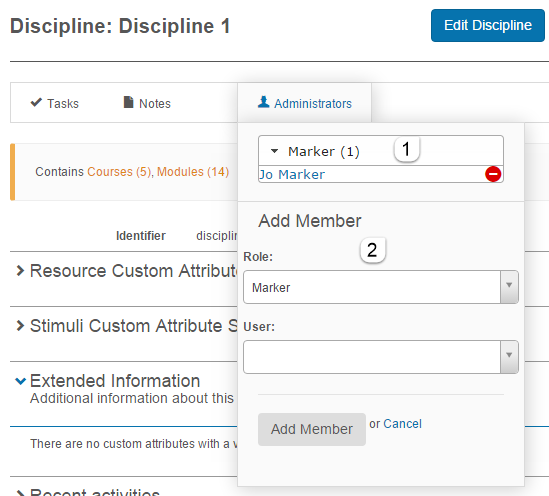 Discipline: Discipline 1
Edit Discipline
Tasks
Notes
Administrators
Marker (1)
1
Jo Marker
Contains Courses (5), Modules (14)
Add Member
2
Identifier
Role:
Resource Custom
Marker
Stimuli Custom Attribute
User:
Extended Information
Additional information about this
Add Member or Cancel
There are no custom attributes with a
Recent activities